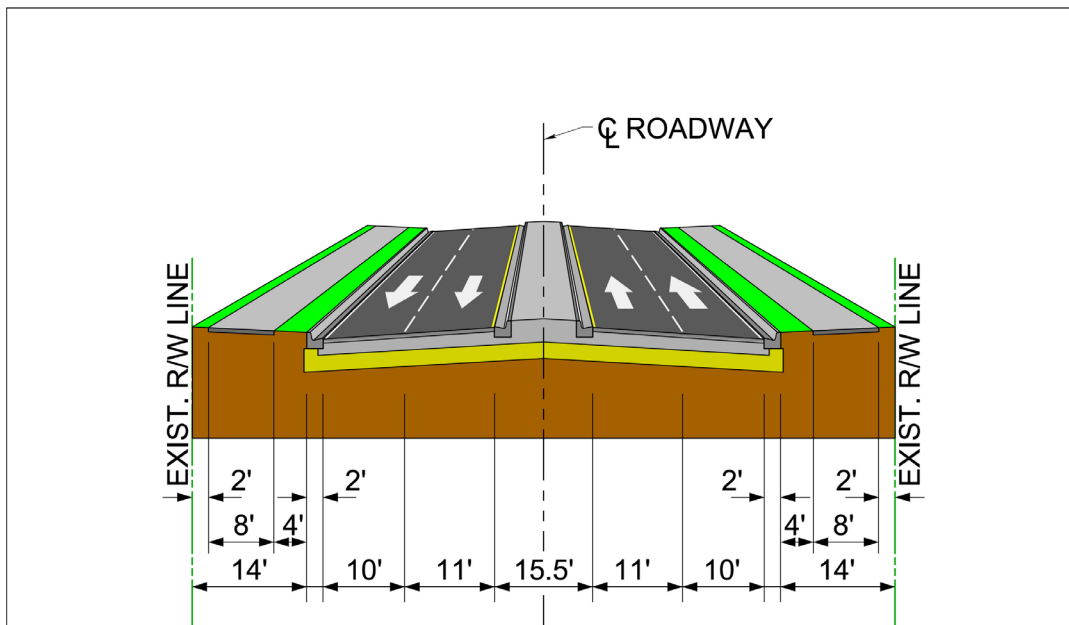 ℄ ROADWAY
EXIST. R/W LINE
EXIST. R/W LINE
2' 2' 2' 2'
8' 4' 4' 8'
14' 10' 11' 15.5' 11' 10' 14'